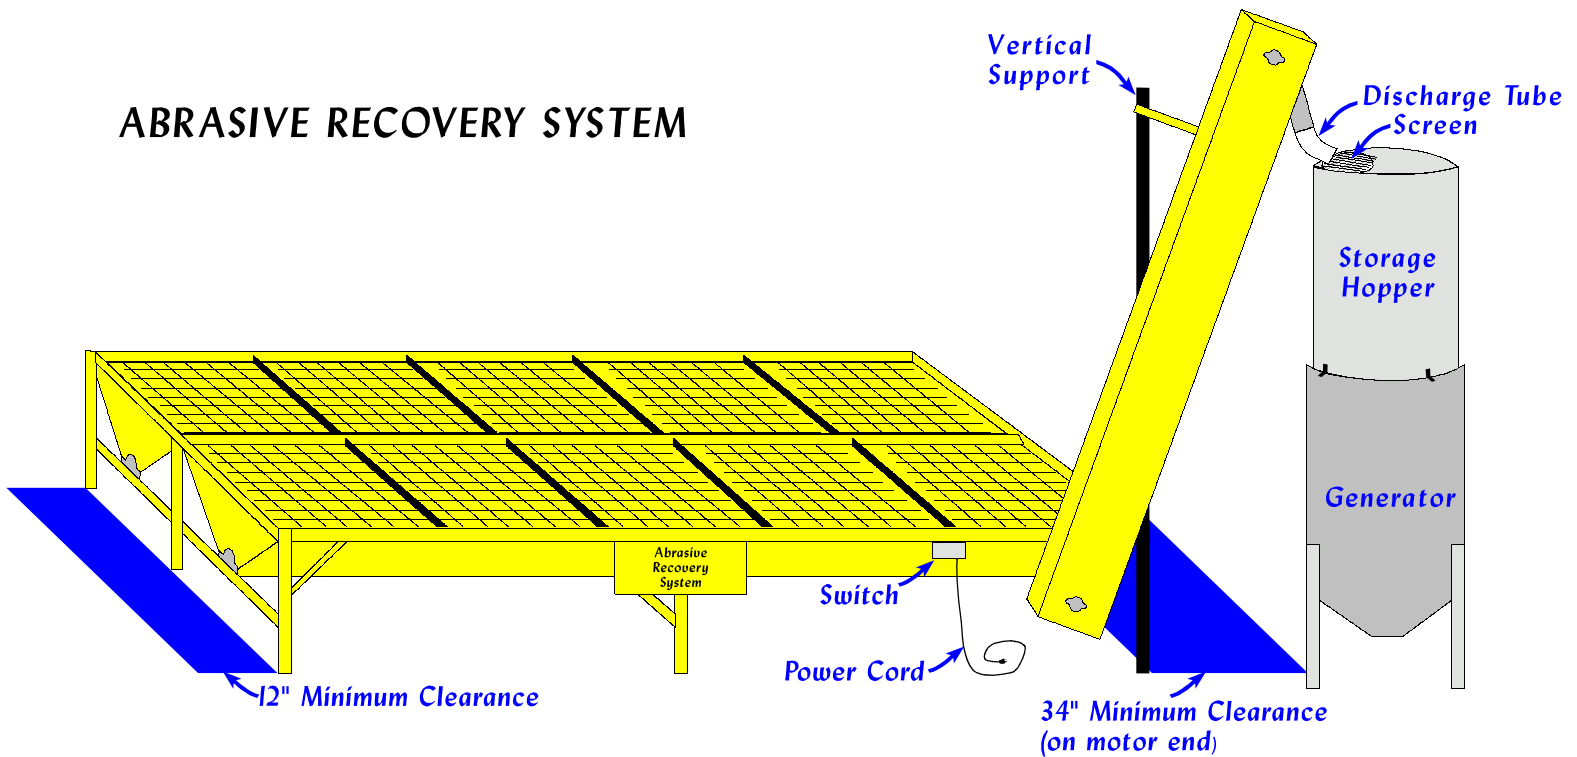 Vertical
Support
Discharge Tube
Screen
ABRASIVE RECOVERY SYSTEM
Storage
Hopper
Generator
Abrasive
Recovery
System
Switch
Power Cord
12" Minimum Clearance
34" Minimum Clearance
(on motor end)